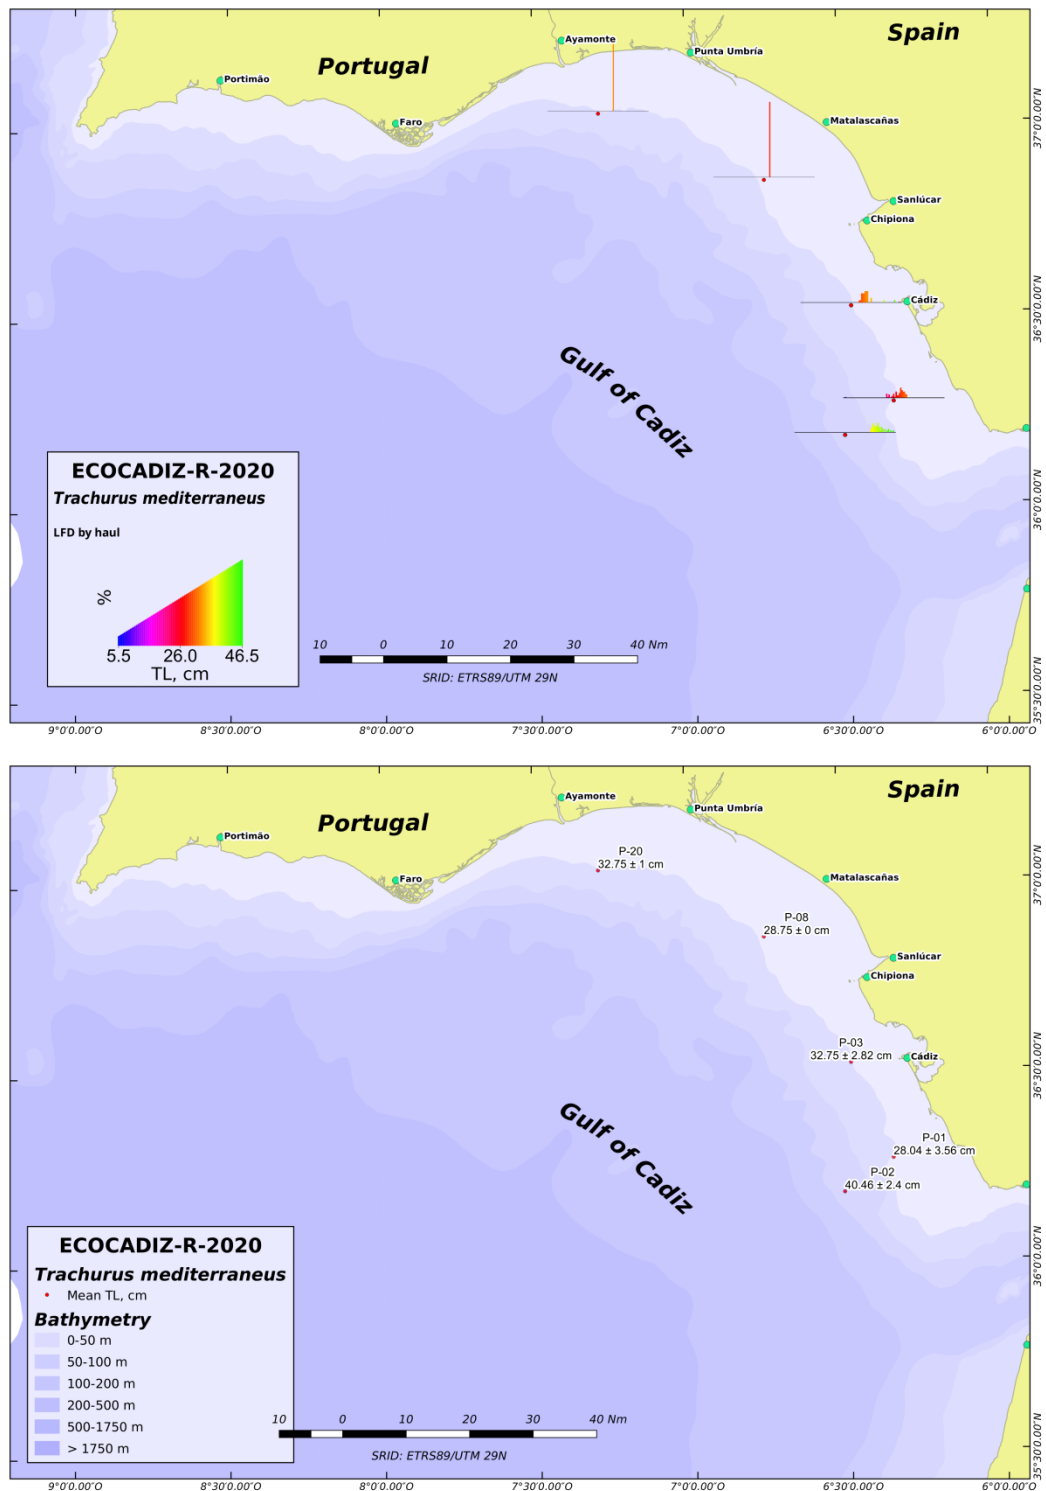 Spain
Ayamonte
Punta Umbría
Portugal
Portimão
Faro
Matalascañas
Sanlúcar
Chipiona
Cádiz
Gulf of Cadiz
37°0'0.00"N
36°30'0.00"N
36°0'0.00"N
35°30'0.00"N
ECOCADIZ-R-2020
Trachurus mediterraneus
LFD by haul
%
5.5 26.0 46.5
TL, cm
10 0 10 20 30 40 Nm
SRID: ETRS89/UTM 29N
9°0'0.00"O 8°30'0.00"O 8°0'0.00"O 7°30'0.00"O 7°0'0.00"O 6°30'0.00"O 6°0'0.00"O
Spain
Ayamonte
Punta Umbría
Portugal
Portimão
Faro
Matalascañas
P-20
32.75 ± 1 cm
P-08
28.75 ± 0 cm
Sanlúcar
Chipiona
P-03
32.75 ± 2.82 cm
Cádiz
P-01
28.04 ± 3.56 cm
P-02
40.46 ± 2.4 cm
Gulf of Cadiz
37°0'0.00"N
36°30'0.00"N
36°0'0.00"N
35°30'0.00"N
ECOCADIZ-R-2020
Trachurus mediterraneus
Mean TL, cm
Bathymetry
0-50 m
50-100 m
100-200 m
200-500 m
500-1750 m
> 1750 m
10 0 10 20 30 40 Nm
SRID: ETRS89/UTM 29N
9°0'0.00"O 8°30'0.00"O 8°0'0.00"O 7°30'0.00"O 7°0'0.00"O 6°30'0.00"O 6°0'0.00"O